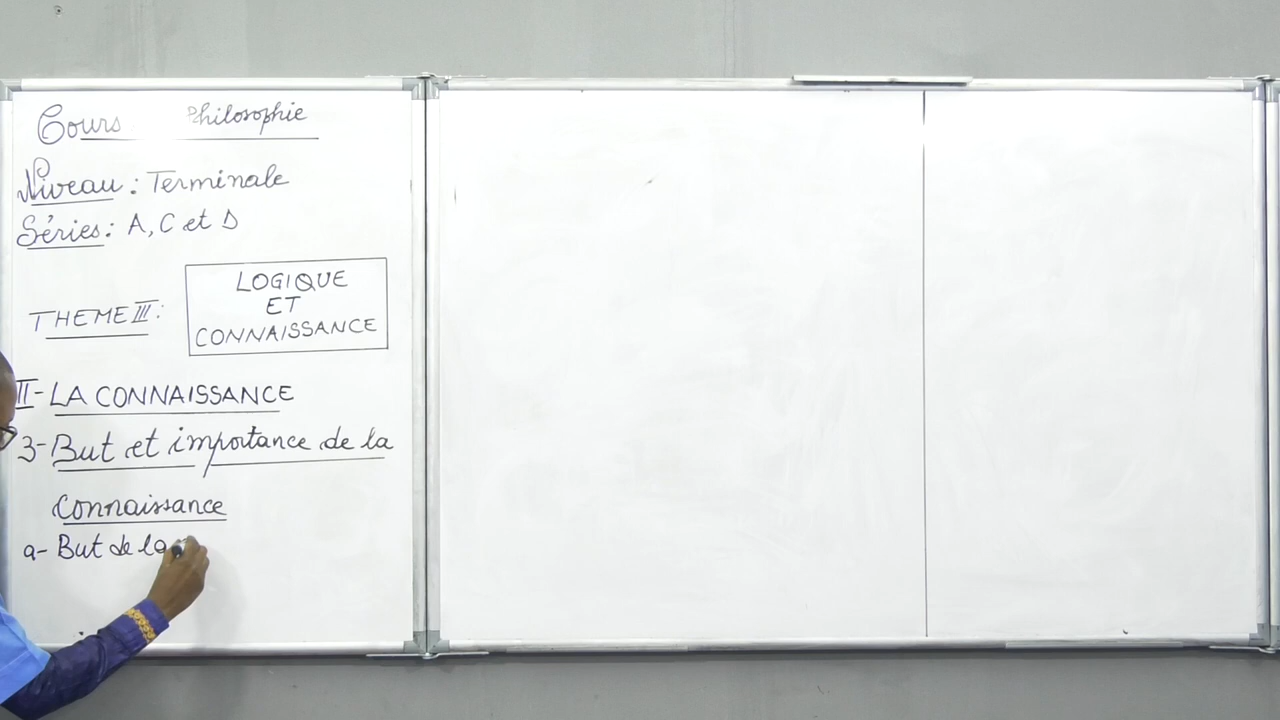 Cours Philosophie
Niveau : Terminale
Séries : A, C et D
THEME III :
LOGIQUE
ET
CONNAISSANCE
II- LA CONNAISSANCE
3- But et importance de la
Connaissance
a- But de la